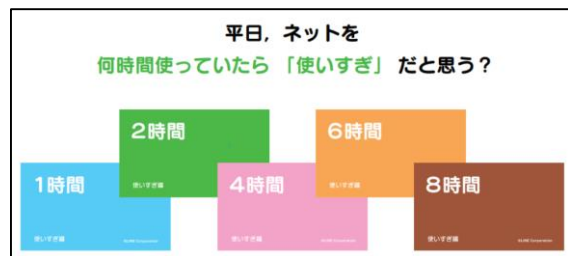 平日，ネットを
何時間使っていたら 「使いすぎ」 だと思う？
1時間
使いすぎ編
2時間
使いすぎ編
4時間
使いすぎ編
6時間
使いすぎ編
8時間
使いすぎ編